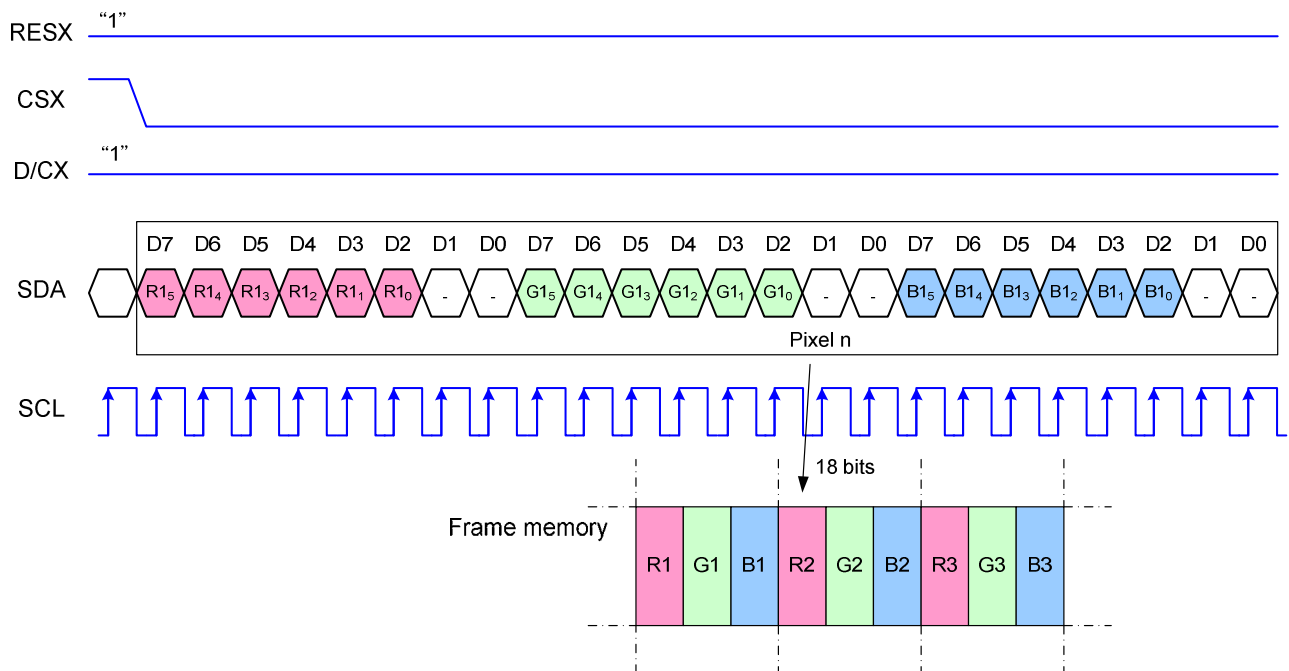 RESX “1”
CSX
D/CX “1”
D7 D6 D5 D4 D3 D2 D1 D0 D7 D6 D5 D4 D3 D2 D1 D0 D7 D6 D5 D4 D3 D2 D1 D0
SDA R1₅ R1₄ R1₃ R1₂ R1₁ R1₀ - - G1₅ G1₄ G1₃ G1₂ G1₁ G1₀ - - B1₅ B1₄ B1₃ B1₂ B1₁ B1₀ - -
Pixel n
SCL
18 bits
Frame memory
R1 G1 B1 R2 G2 B2 R3 G3 B3